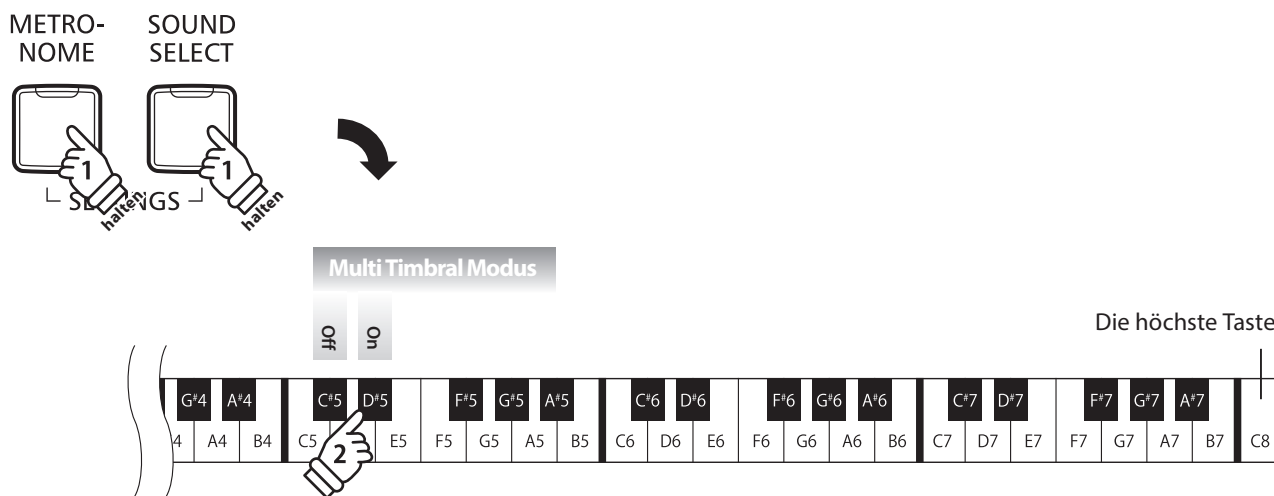 METRO-
NOME
SOUND
SELECT
1
1
halten
halten
Multi Timbral Modus
Off
On
Die höchste Taste
G#4 A#4 C#5 D#5 F#5 G#5 A#5 C#6 D#6 F#6 G#6 A#6 C#7 D#7 F#7 G#7 A#7
4 A4 B4 C5 E5 F5 G5 A5 B5 C6 D6 E6 F6 G6 A6 B6 C7 D7 E7 F7 G7 A7 B7 C8
2